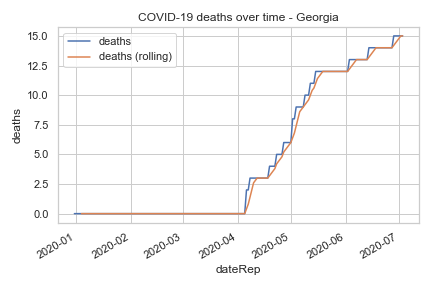 COVID-19 deaths over time - Georgia
deaths
deaths (rolling)
15.0
12.5
10.0
7.5
5.0
2.5
0.0
deaths
2020-01
2020-02
2020-03
2020-04
2020-05
2020-06
2020-07
dateRep